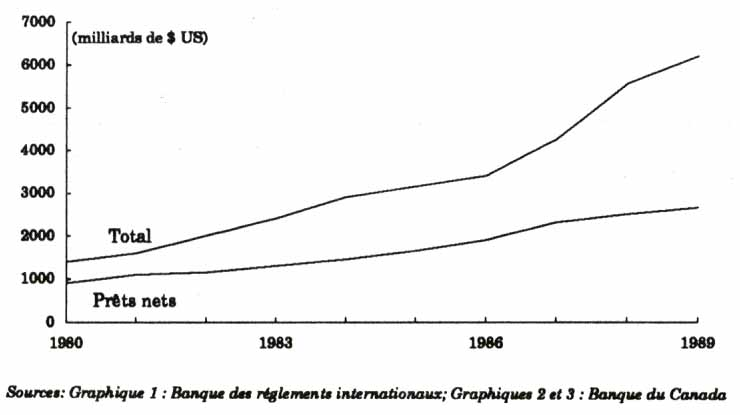 7000
(milliards de $ US)
6000
5000
4000
3000
2000
Total
1000
Prêts nets
0
1980 1983 1986 1989
Sources: Graphique 1 : Banque des réglements internationaux; Graphiques 2 et 3 : Banque du Canada